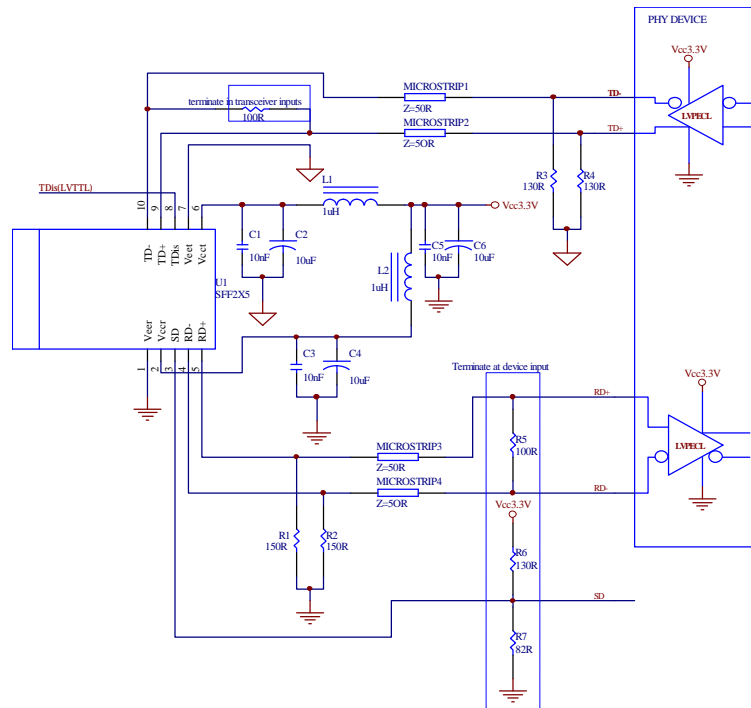 PHY DEVICE
Vcc3.3V
LVPECL
TD-
TD+
MICROSTRIP1
Z=50R
MICROSTRIP2
Z=5OR
terminate in transceiver inputs
100R
R3
130R
R4
130R
TDis(LVTTL)
10
9
8
7
6
TD-
TD+
TDis
Veet
Vcct
U1
SFF2X5
Veer
Vccr
SD
RD-
RD+
1
2
3
4
5
L1
1uH
C1
10nF
C2
10uF
Vcc3.3V
L2
1uH
C5
10nF
C6
10uF
C3
10nF
C4
10uF
Terminate at device input
RD+
Vcc3.3V
LVPECL
R5
100R
MICROSTRIP3
Z=50R
MICROSTRIP4
Z=5OR
RD-
Vcc3.3V
R1
150R
R2
150R
R6
130R
SD
R7
82R